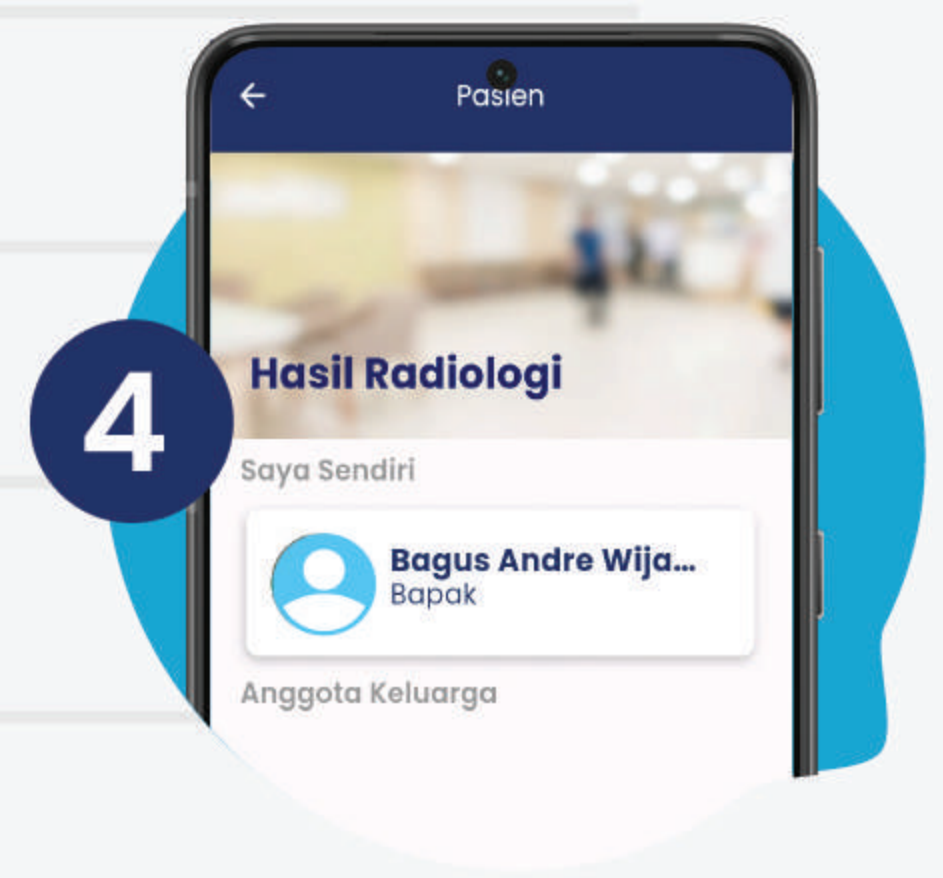 Pasien
Hasil Radiologi
4
Saya Sendiri
Bagus Andre Wija...
Bapak
Anggota Keluarga